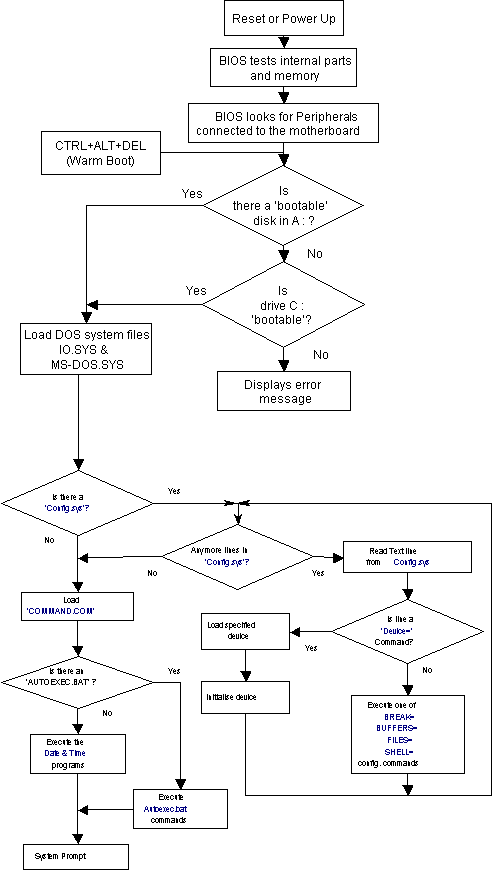 Reset or Power Up
BIOS tests internal parts
and memory
BIOS looks for Peripherals
connected to the motherboard
CTRL+ALT+DEL
(Warm Boot)
Is
there a 'bootable'
disk in A : ?
Yes
No
Is
drive C :
'bootable'?
Yes
No
Load DOS system files
IO.SYS &
MS-DOS.SYS
Displays error
message
Is there a
'Config.sys'?
Yes
No
Anymore lines in
'Config.sys'?
No
Yes
Read Text line
from Config.sys
Load
'COMMAND.COM'
Is line a
'Device='
Command?
Yes
No
Load specified
device
Initialise device
Is there an
'AUTOEXEC.BAT' ?
Yes
No
Execute one of
BREAK=
BUFFERS=
FILES=
SHELL=
config. commands
Execute the
Date & Time
programs
Execute
Autoexec.bat
commands
System Prompt